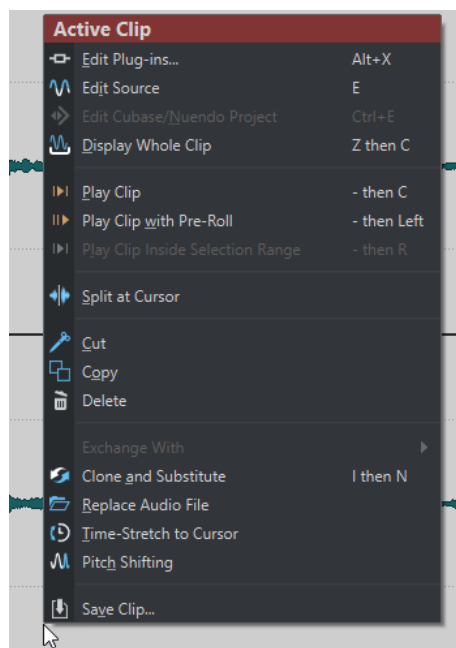 Active Clip
Edit Plug-ins... Alt+X
Edit Source E
Edit Cubase/Nuendo Project Ctrl+E
Display Whole Clip Z then C
Play Clip - then C
Play Clip with Pre-Roll - then Left
Play Clip Inside Selection Range - then R
Split at Cursor
Cut
Copy
Delete
Exchange With
Clone and Substitute I then N
Replace Audio File
Time-Stretch to Cursor
Pitch Shifting
Save Clip...